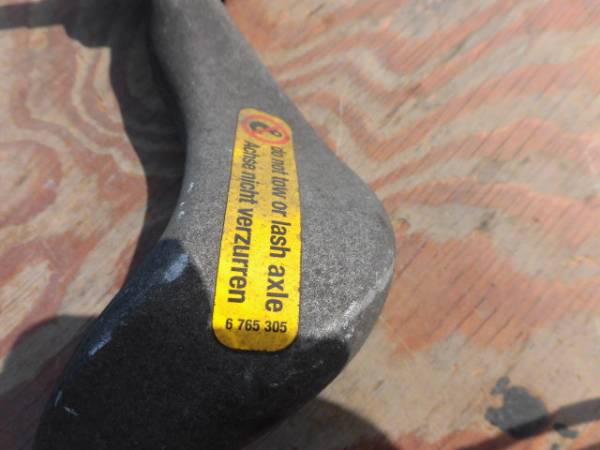 do not tow or lash axle
Achse nicht verzurren
6 765 305